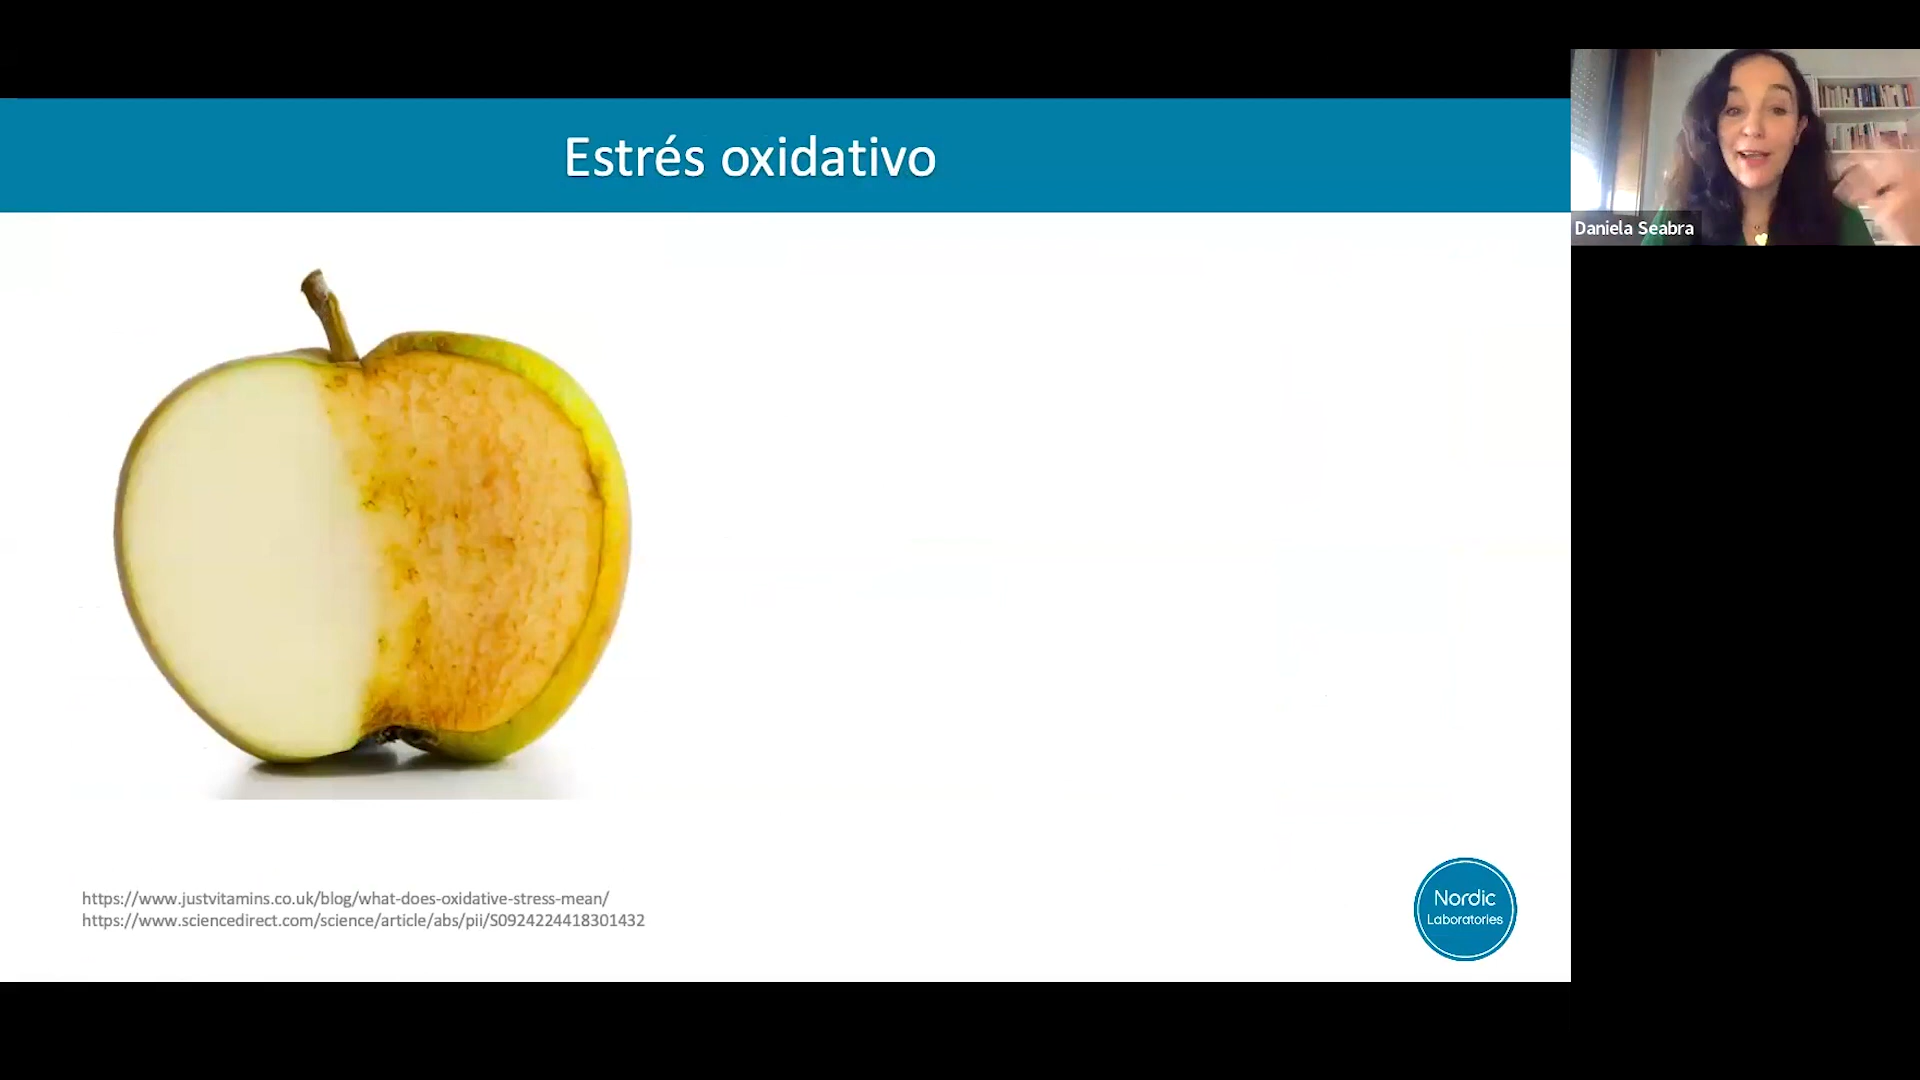 Estrés oxidativo
Daniela Seabra
https://www.justvitamins.co.uk/blog/what-does-oxidative-stress-mean/
https://www.sciencedirect.com/science/article/abs/pii/S0924224418301432
Nordic
Laboratories